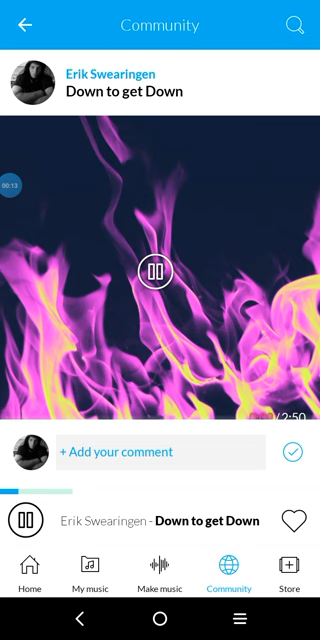 Community
Erik Swearingen
Down to get Down
00:13
/2:50
+ Add your comment
Erik Swearingen - Down to get Down
Home
My music
Make music
Community
Store